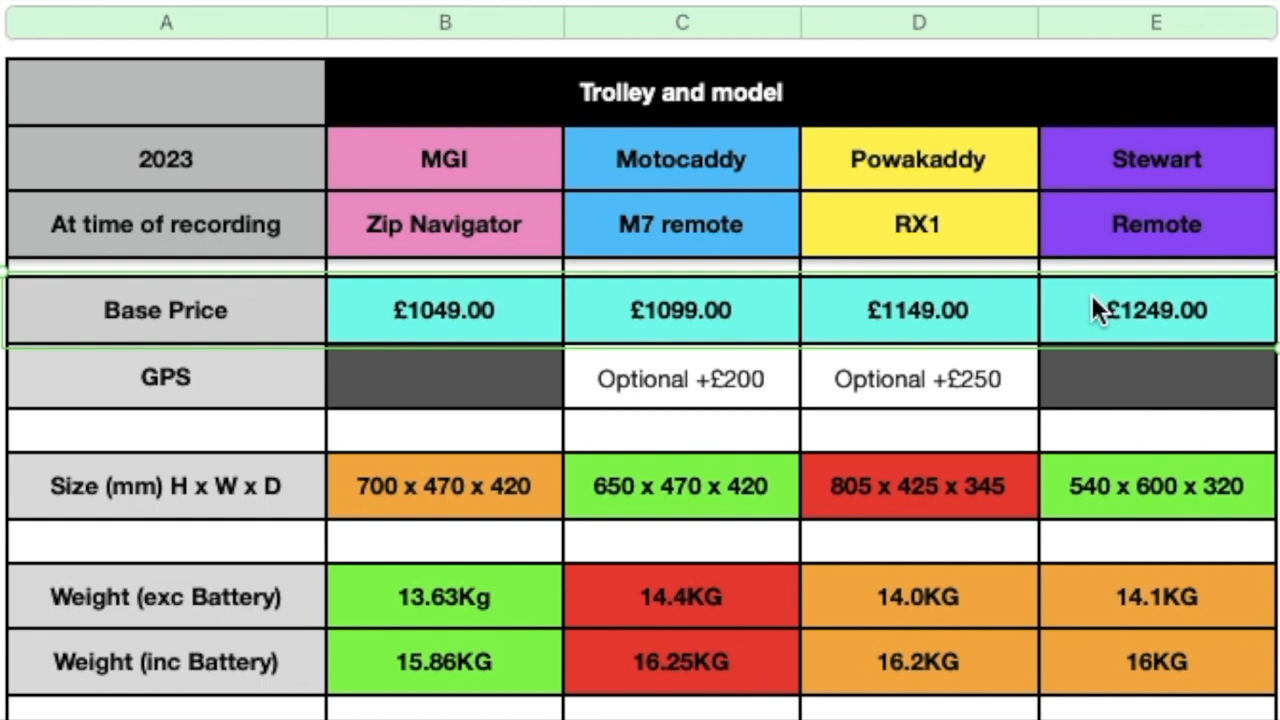 A B C D E
Trolley and model
2023 MGI Motocaddy Powakaddy Stewart
At time of recording Zip Navigator M7 remote RX1 Remote
Base Price £1049.00 £1099.00 £1149.00 £1249.00
GPS Optional +£200 Optional +£250
Size (mm) H x W x D 700 x 470 x 420 650 x 470 x 420 805 x 425 x 345 540 x 600 x 320
Weight (exc Battery) 13.63Kg 14.4KG 14.0KG 14.1KG
Weight (inc Battery) 15.86KG 16.25KG 16.2KG 16KG